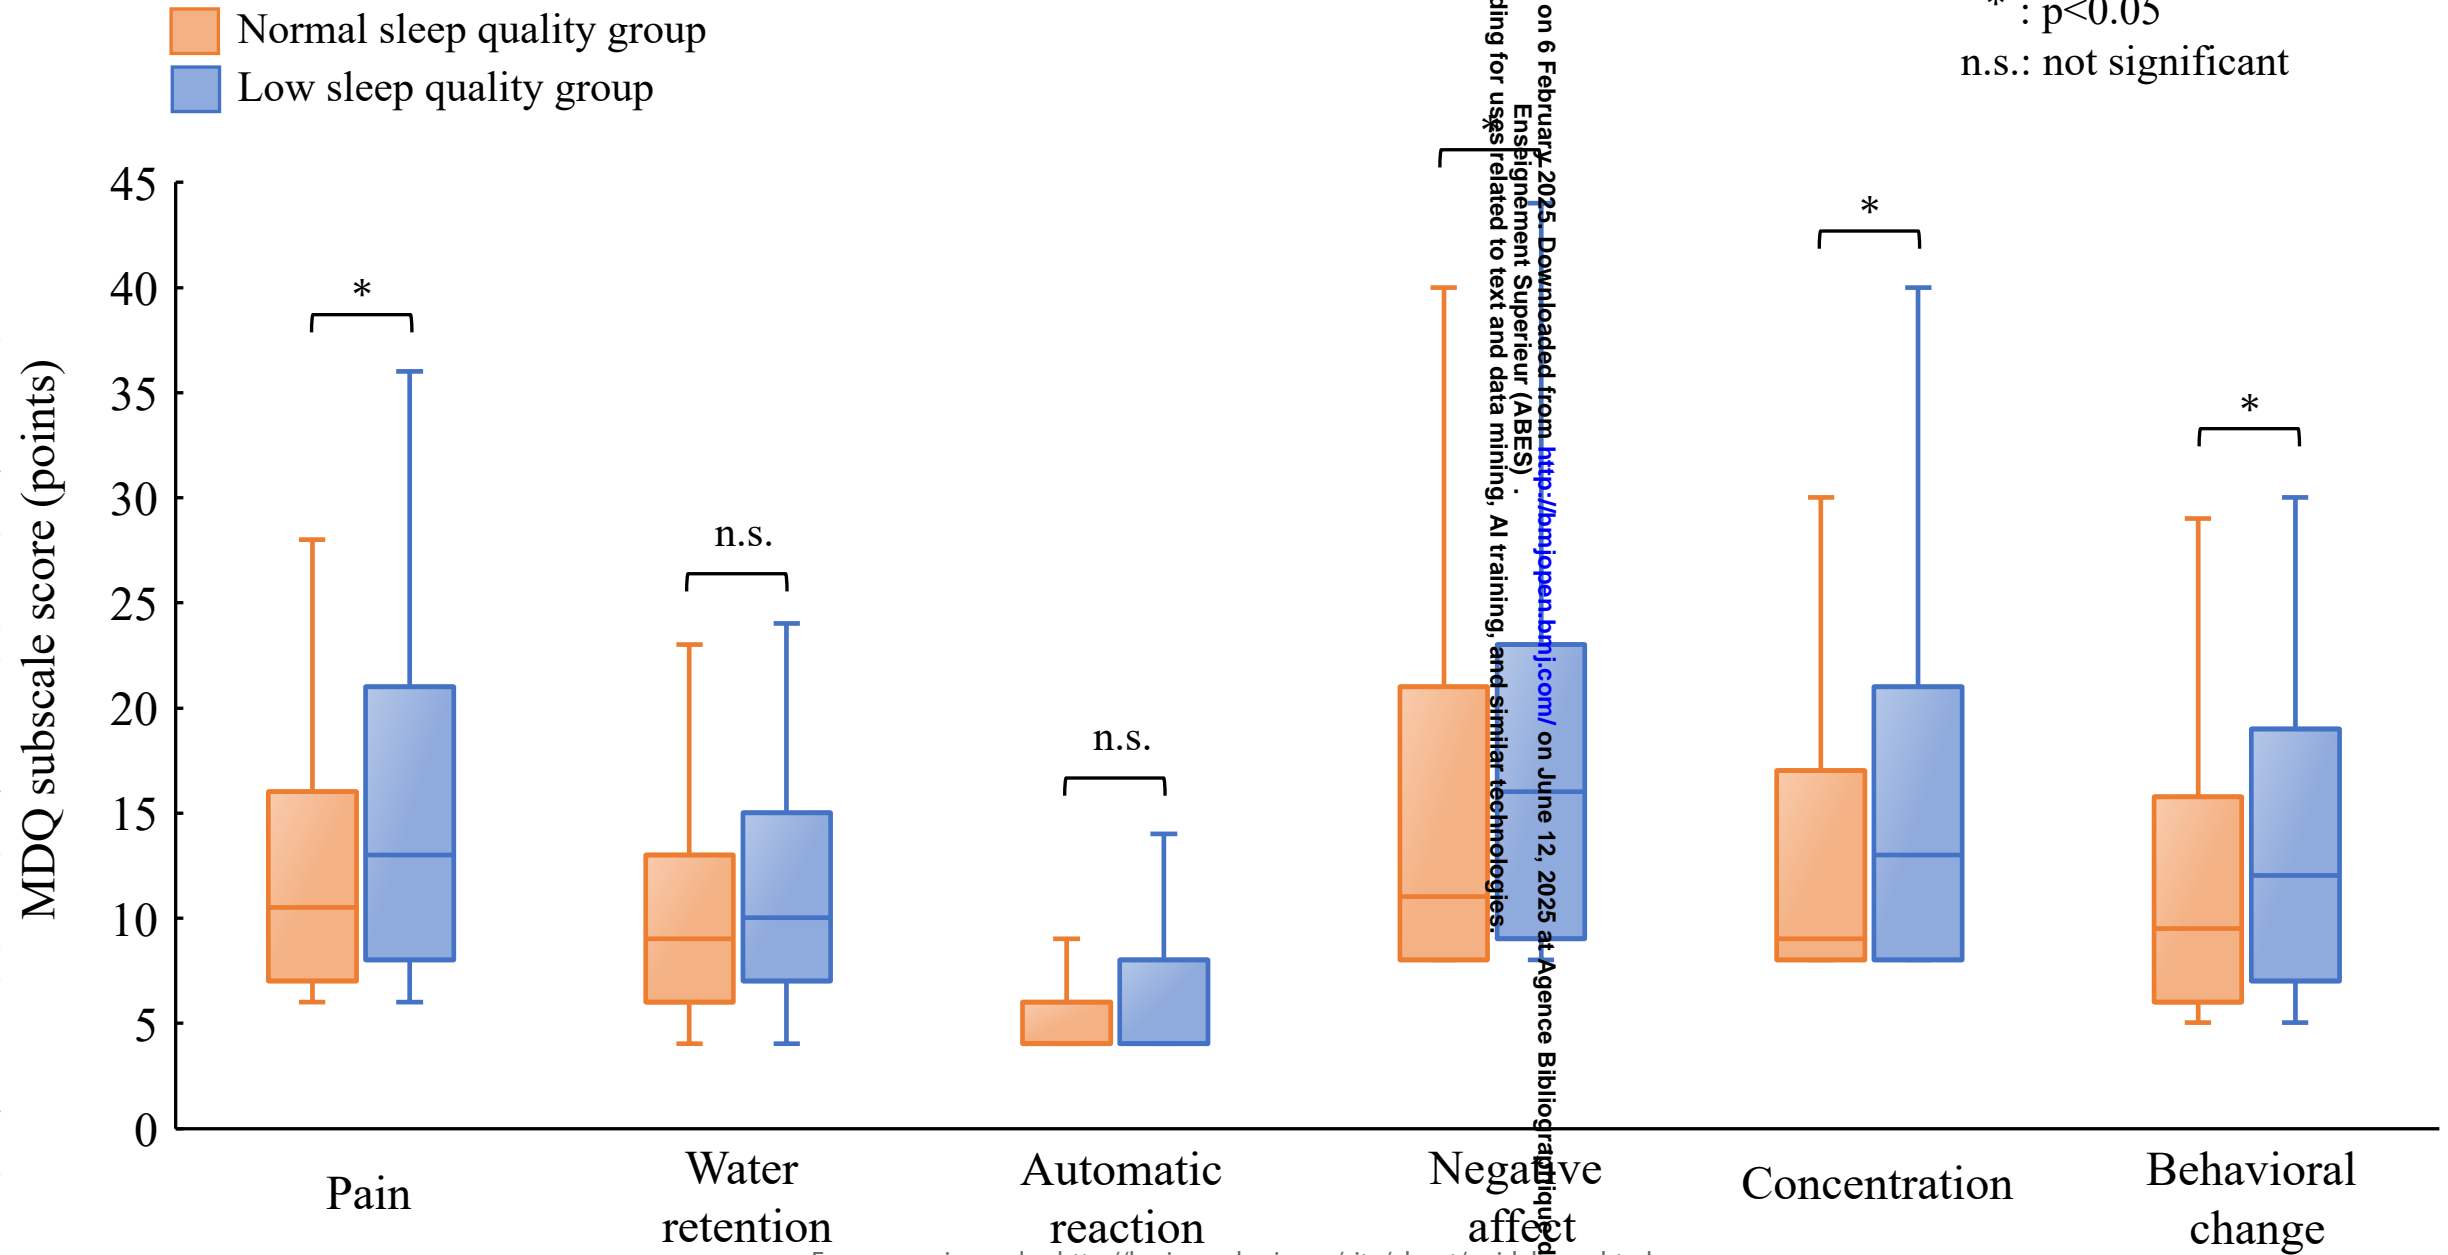 Normal sleep quality group
Low sleep quality group
* : p<0.05
n.s.: not significant
MDQ subscale score (points)
45
40
35
30
25
20
15
10
5
0
*
n.s.
n.s.
*
*
*
Pain
Water
retention
Automatic
reaction
Negative
affect
Concentration
Behavioral
change
on 6 February 2025. Downloaded from http://bmjopen.bmj.com/ on June 12, 2025 at Agence Bibliographique d
Enseignement Superieur (ABES) .
ding for uses related to text and data mining, AI training, and similar technologies.